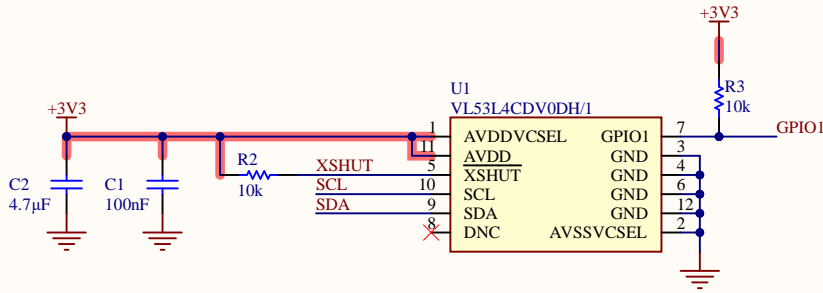 +3V3
U1
VL53L4CDV0DH/1
R3
10k
+3V3
1 AVDDVCSEL GPIO1 7 GPIO1
11 AVDD GND 3
R2 XSHUT 5 XSHUT GND 4
C2 C1 10k SCL 10 SCL GND 6
4.7µF 100nF SDA 9 SDA GND 12
8 DNC AVSSVCSEL 2